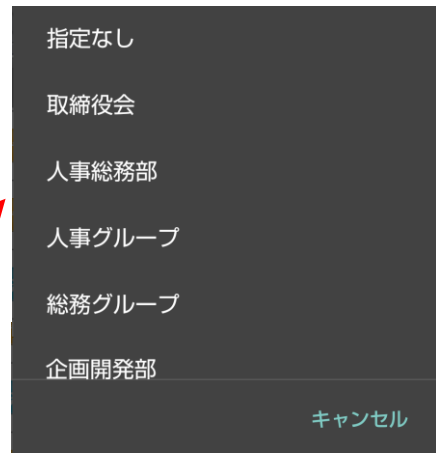 指定なし
取締役会
人事総務部
人事グループ
総務グループ
企画開発部
キャンセル